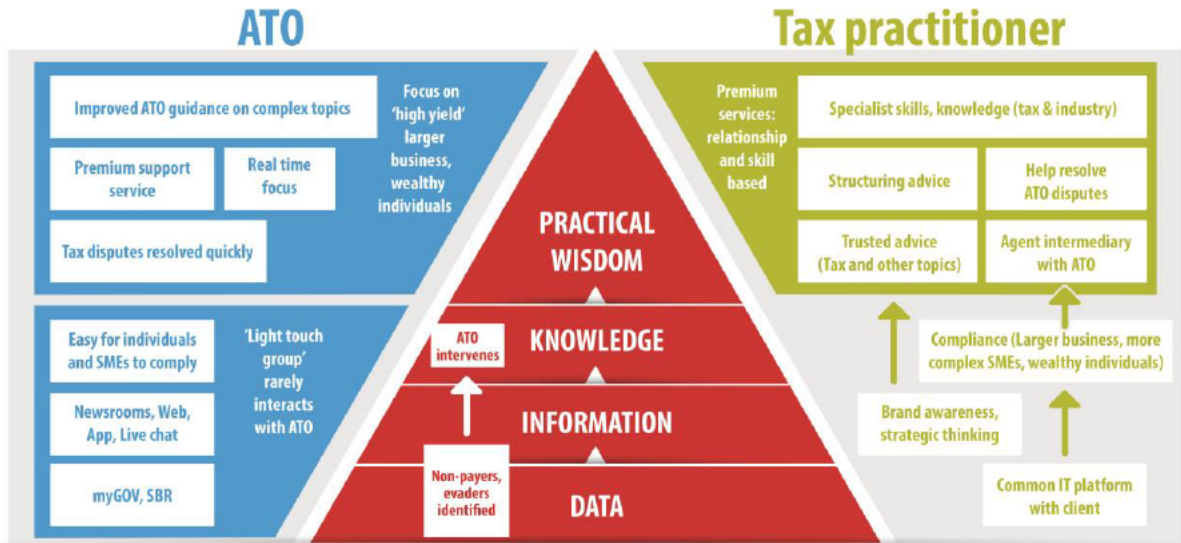 ATO
Tax practitioner
Improved ATO guidance on complex topics
Premium support
service
Real time
focus
Tax disputes resolved quickly
Focus on
‘high yield’
larger
business,
wealthy
individuals
Easy for individuals
and SMEs to comply
Newsrooms, Web,
App, Live chat
myGOV, SBR
‘Light touch
group’
rarely
interacts
with ATO
PRACTICAL
WISDOM
KNOWLEDGE
INFORMATION
DATA
ATO
intervenes
Non-payers,
evaders
identified
Premium
services:
relationship
and skill
based
Specialist skills, knowledge (tax & industry)
Structuring advice
Help resolve
ATO disputes
Trusted advice
(Tax and other topics)
Agent intermediary
with ATO
Compliance (Larger business, more
complex SMEs, wealthy individuals)
Brand awareness,
strategic thinking
Common IT platform
with client